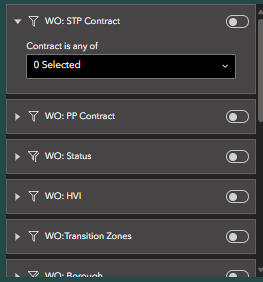 WO: STP Contract
Contract is any of
0 Selected
WO: PP Contract
WO: Status
WO: HVI
WO:Transition Zones
WO: Borough